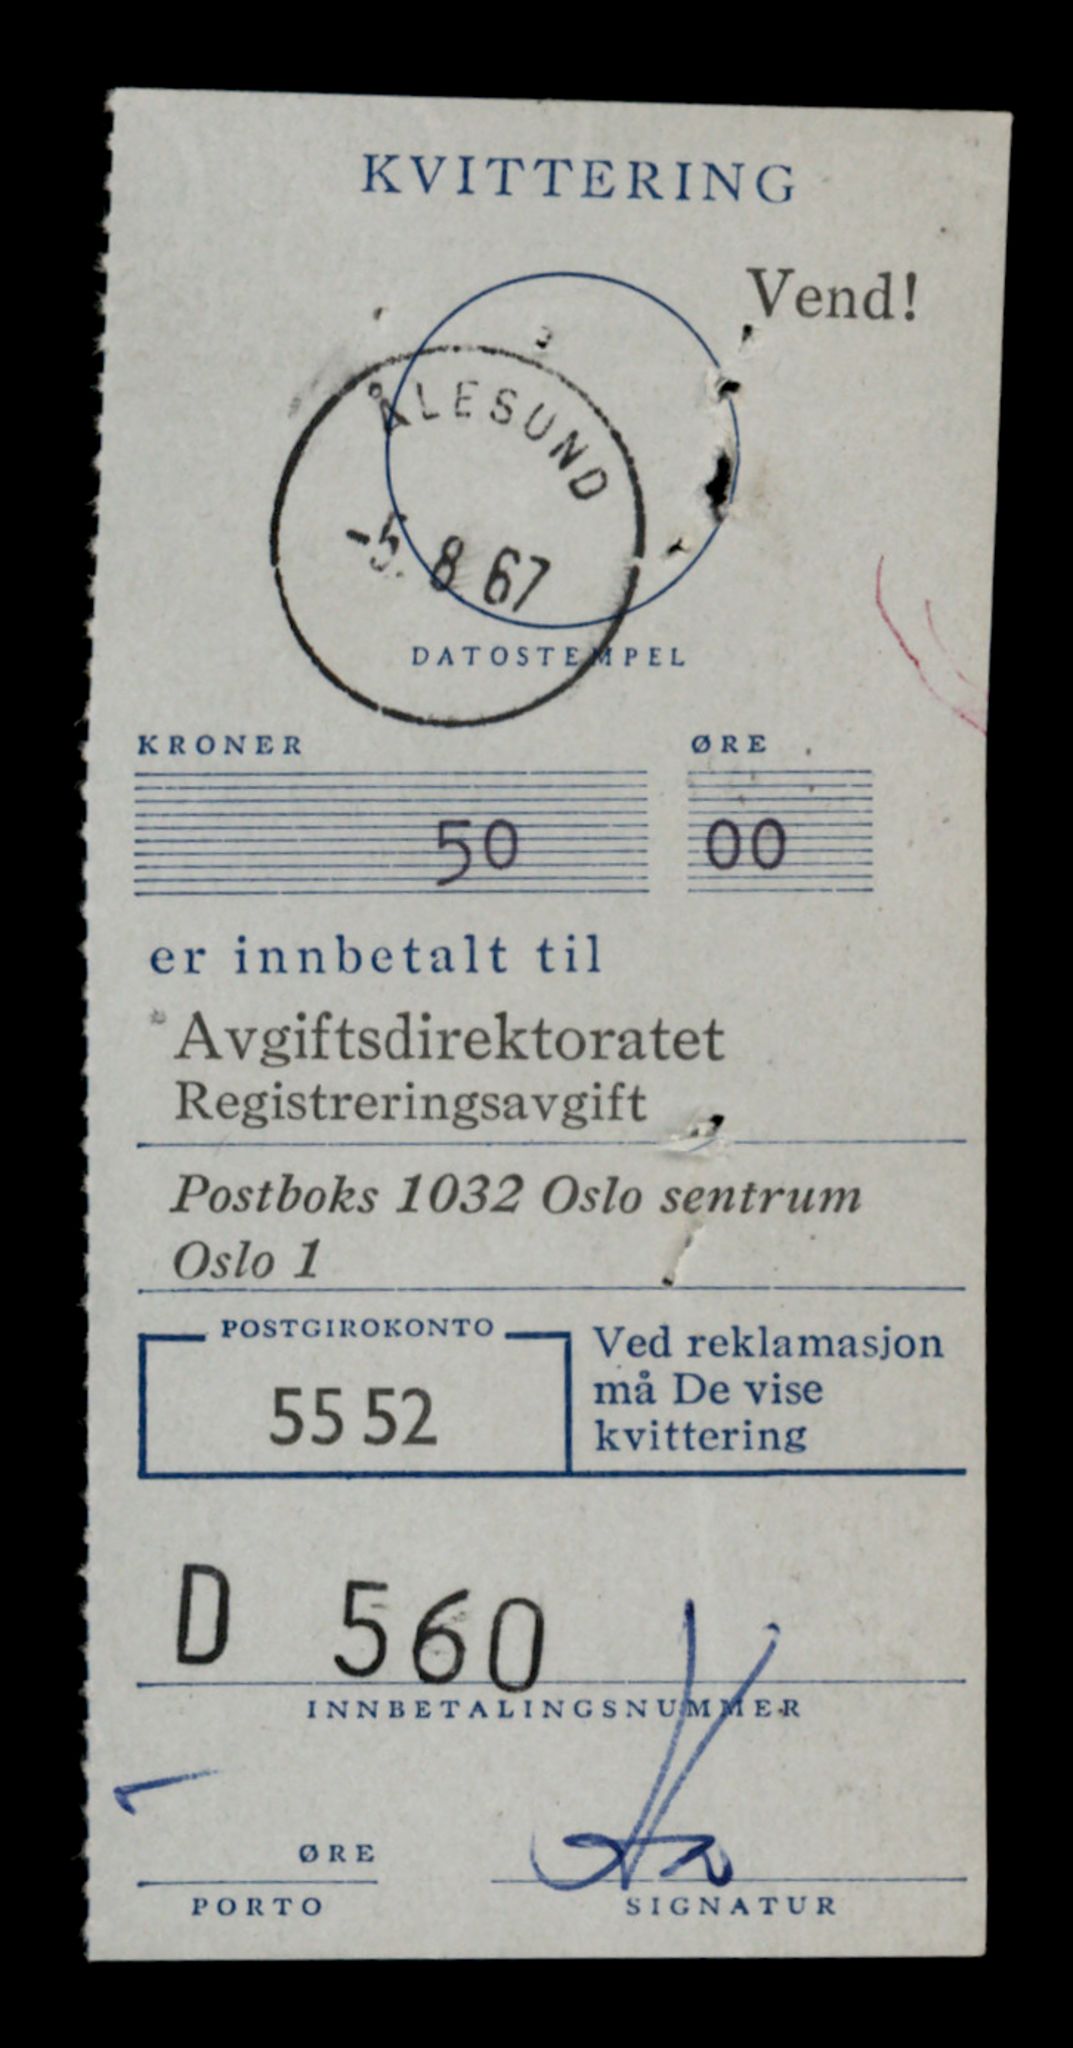 KVITTERING
Vend!
ÅLESUND
-5. 8 67
DATOSTEMPEL
KRONER ØRE
50 00
er innbetalt til
Avgiftsdirektoratet
Registreringsavgift
Postboks 1032 Oslo sentrum
Oslo 1
POSTGIROKONTO
55 52
Ved reklamasjon
må De vise
kvittering
D 560
INNBETALINGSNUMMER
ØRE
PORTO
SIGNATUR